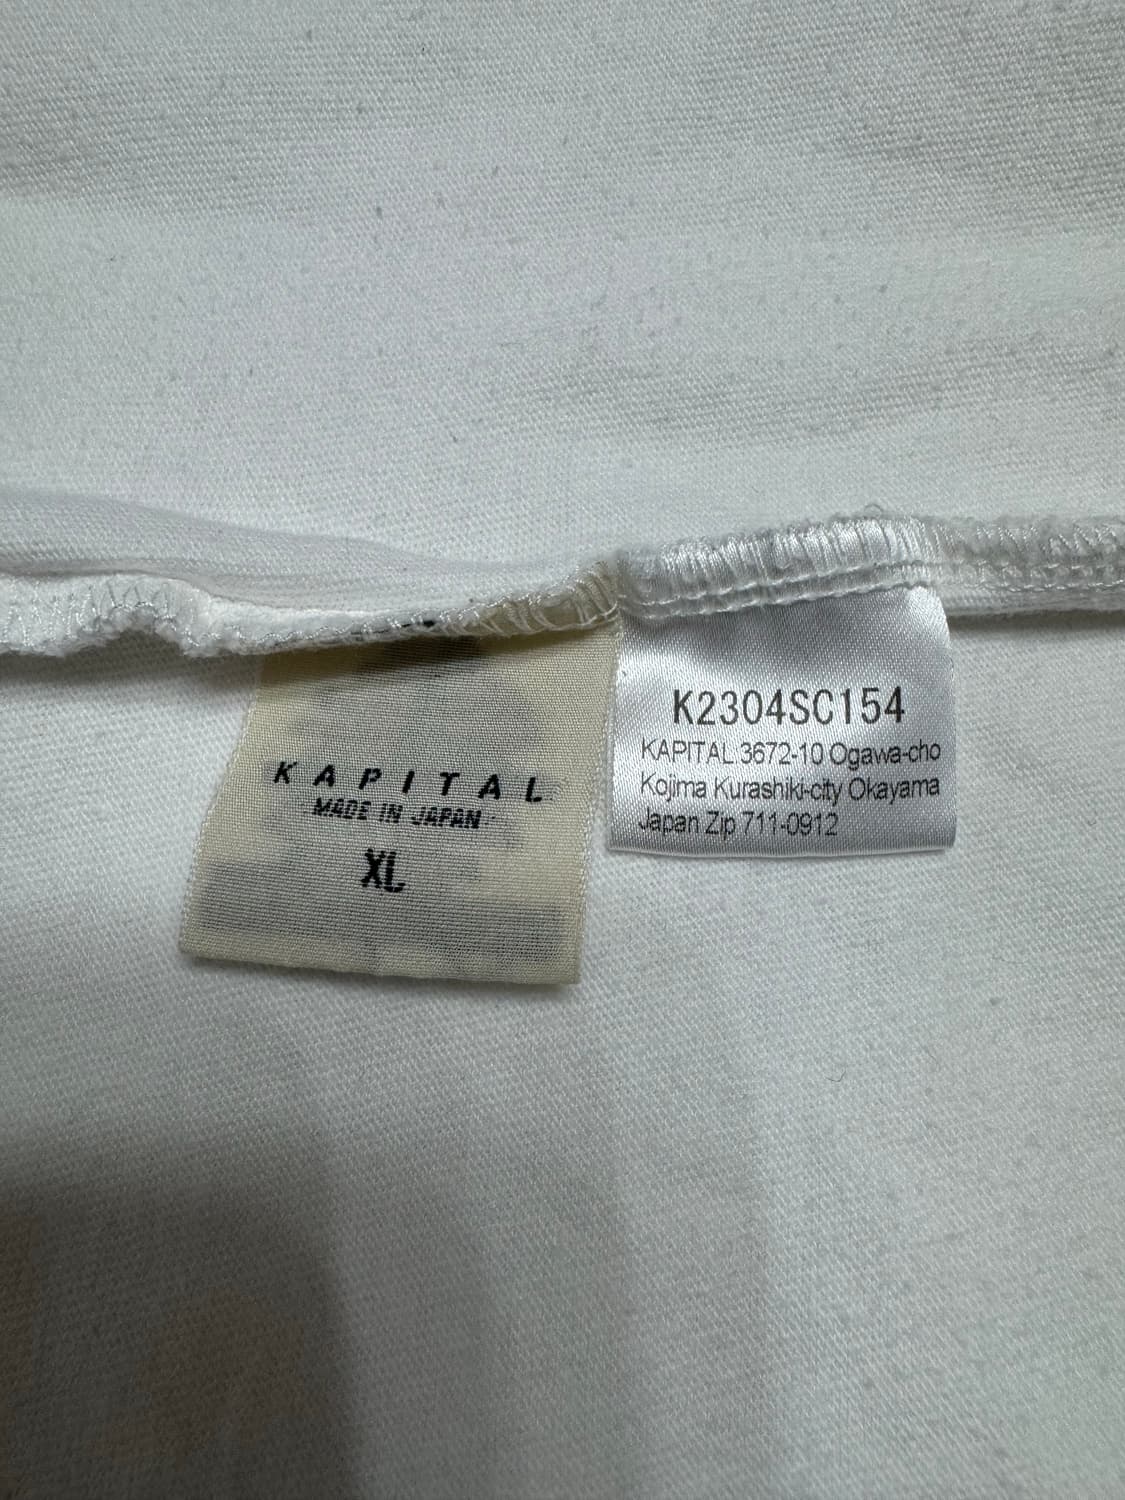 KAPITAL
MADE IN JAPAN
XL
K2304SC154
KAPITAL 3672-10 Ogawa-cho
Kojima Kurashiki-city Okayama
Japan Zip 711-0912